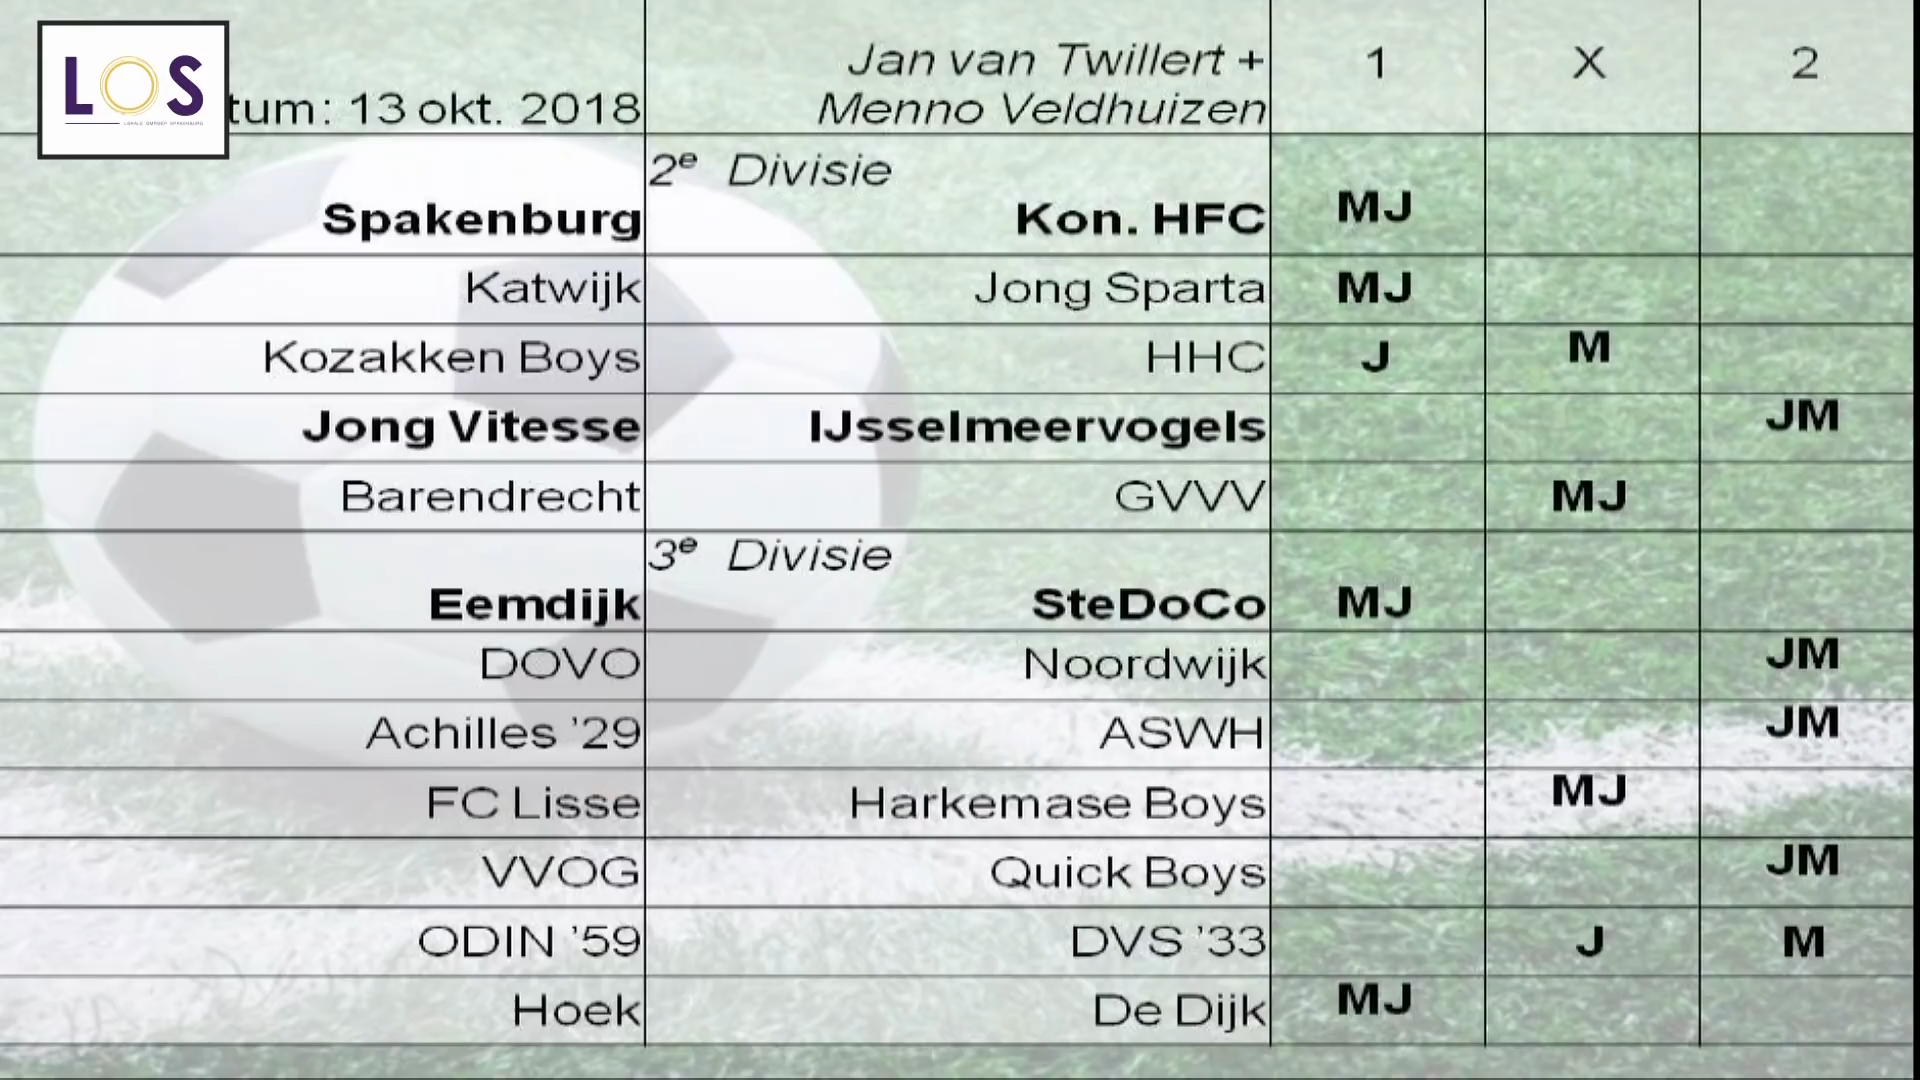 LOS
LOKALE OMROEP SPAKENBURG
tum: 13 okt. 2018 Jan van Twillert + Menno Veldhuizen 1 X 2
2e Divisie
Spakenburg Kon. HFC MJ
Katwijk Jong Sparta MJ
Kozakken Boys HHC J M
Jong Vitesse IJsselmeervogels JM
Barendrecht GVVV MJ
3e Divisie
Eemdijk SteDoCo MJ
DOVO Noordwijk JM
Achilles ’29 ASWH JM
FC Lisse Harkemase Boys MJ
VVOG Quick Boys JM
ODIN ’59 DVS ’33 J M
Hoek De Dijk MJ